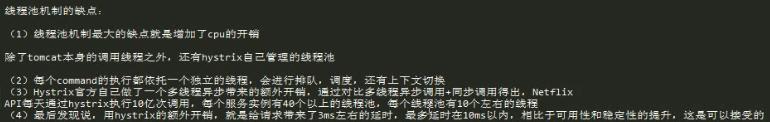 线程池机制的缺点：
（1）线程池机制最大的缺点就是增加了cpu的开销
除了tomcat本身的调用线程之外，还有hystrix自己管理的线程池
（2）每个command的执行都依托一个独立的线程，会进行排队，调度，还有上下文切换
（3）Hystrix官方自己做了一个多线程异步带来的额外开销，通过对比多线程异步调用+同步调用得出，Netflix
API每天通过hystrix执行10亿次调用，每个服务实例有40个以上的线程池，每个线程池有10个左右的线程
（4）最后发现说，用hystrix的额外开销，就是给请求带来了3ms左右的延时，最多延时在10ms以内，相比于可用性和稳定性的提升，这是可以接受的